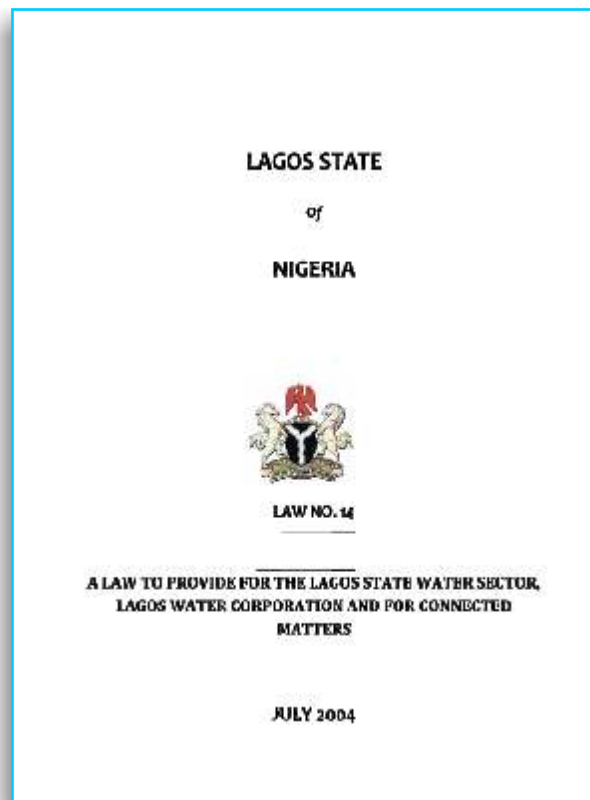 LAGOS STATE
of
NIGERIA
LAW NO. 14
A LAW TO PROVIDE FOR THE LAGOS STATE WATER SECTOR,
LAGOS WATER CORPORATION AND FOR CONNECTED
MATTERS
JULY 2004